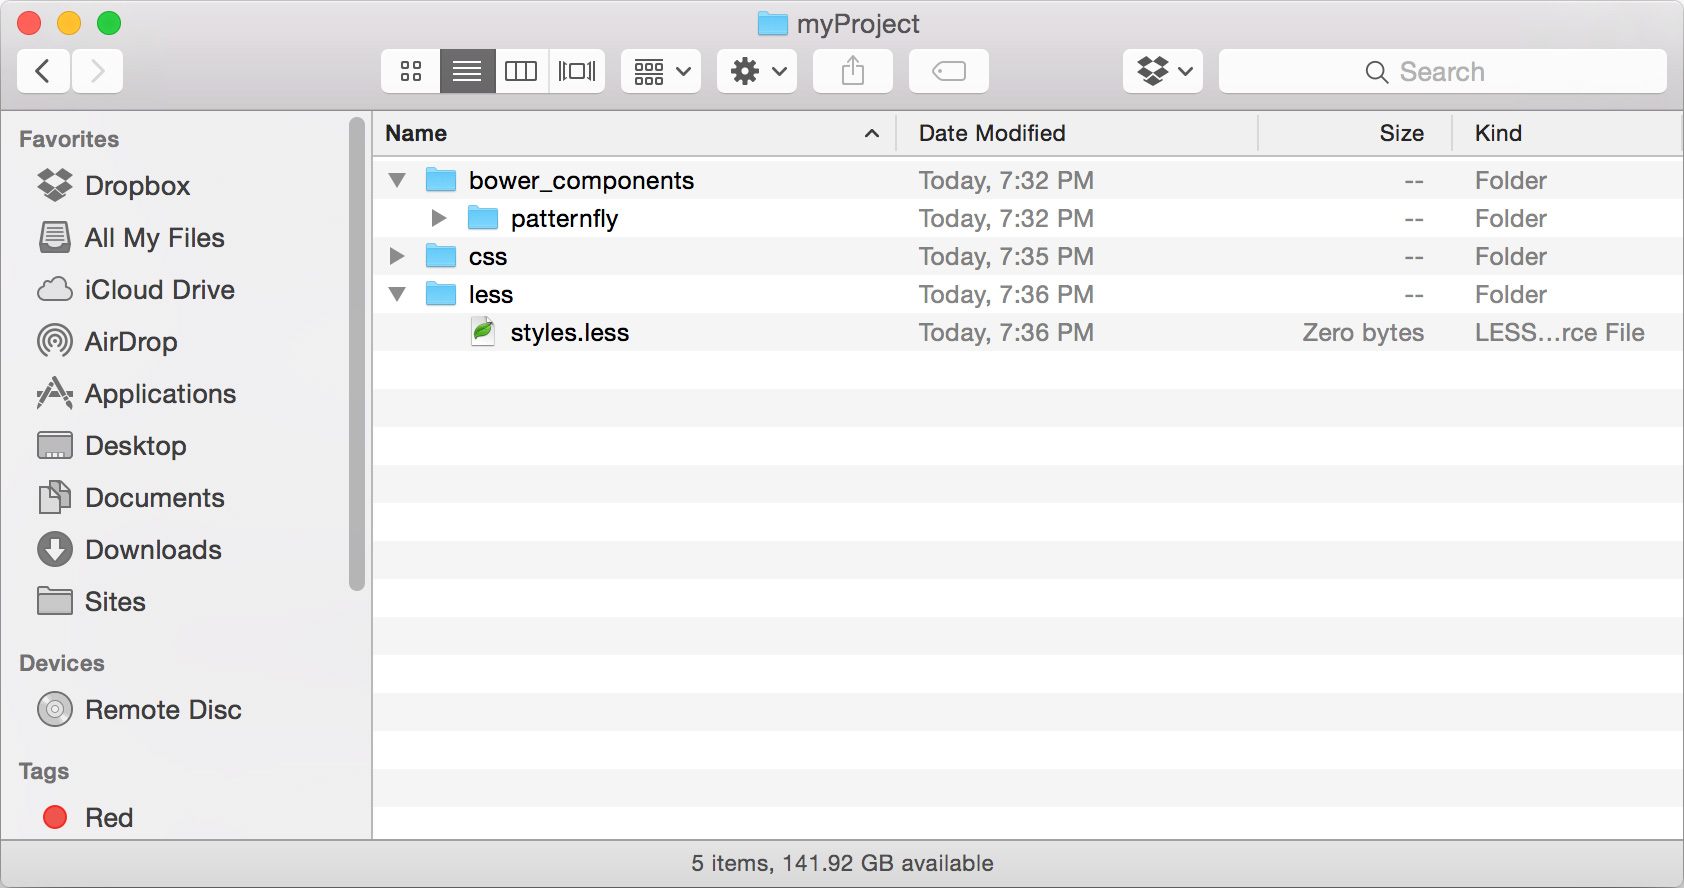 myProject
Search
Favorites
Dropbox
All My Files
iCloud Drive
AirDrop
Applications
Desktop
Documents
Downloads
Sites
Devices
Remote Disc
Tags
Red
Name Date Modified Size Kind
bower_components Today, 7:32 PM -- Folder
patternfly Today, 7:32 PM -- Folder
css Today, 7:35 PM -- Folder
less Today, 7:36 PM -- Folder
styles.less Today, 7:36 PM Zero bytes LESS...rce File
5 items, 141.92 GB available